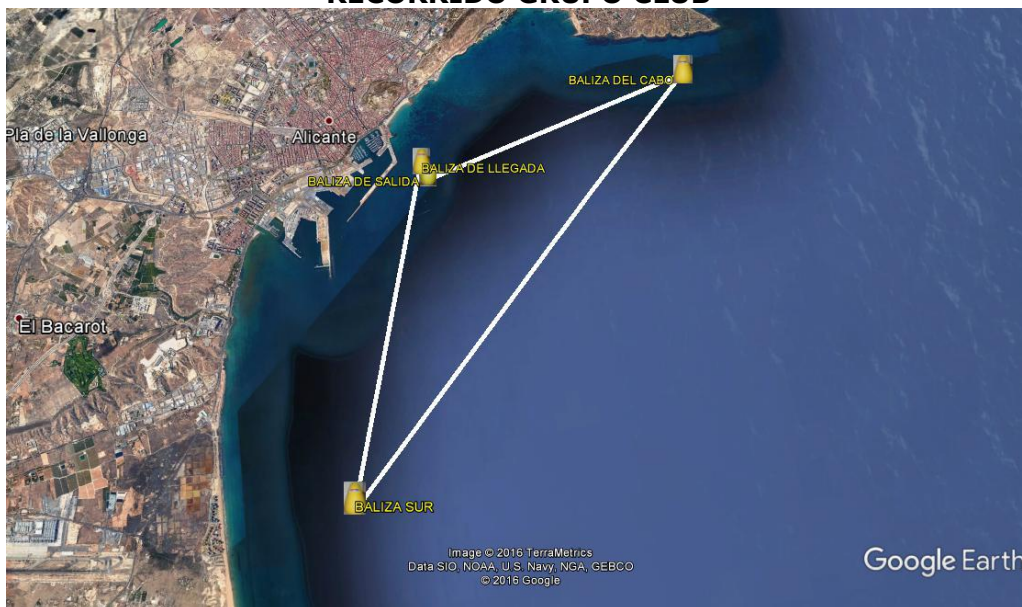 RECORRIDO GRUPO CLUB
BALIZA DEL CABO
Pla de la Vallonga
Alicante
BALIZA DE LLEGADA
BALIZA DE SALIDA
El Bacarot
BALIZA SUR
Image © 2016 TerraMetrics
Data SIO, NOAA, U.S. Navy, NGA, GEBCO
© 2016 Google
Google Earth